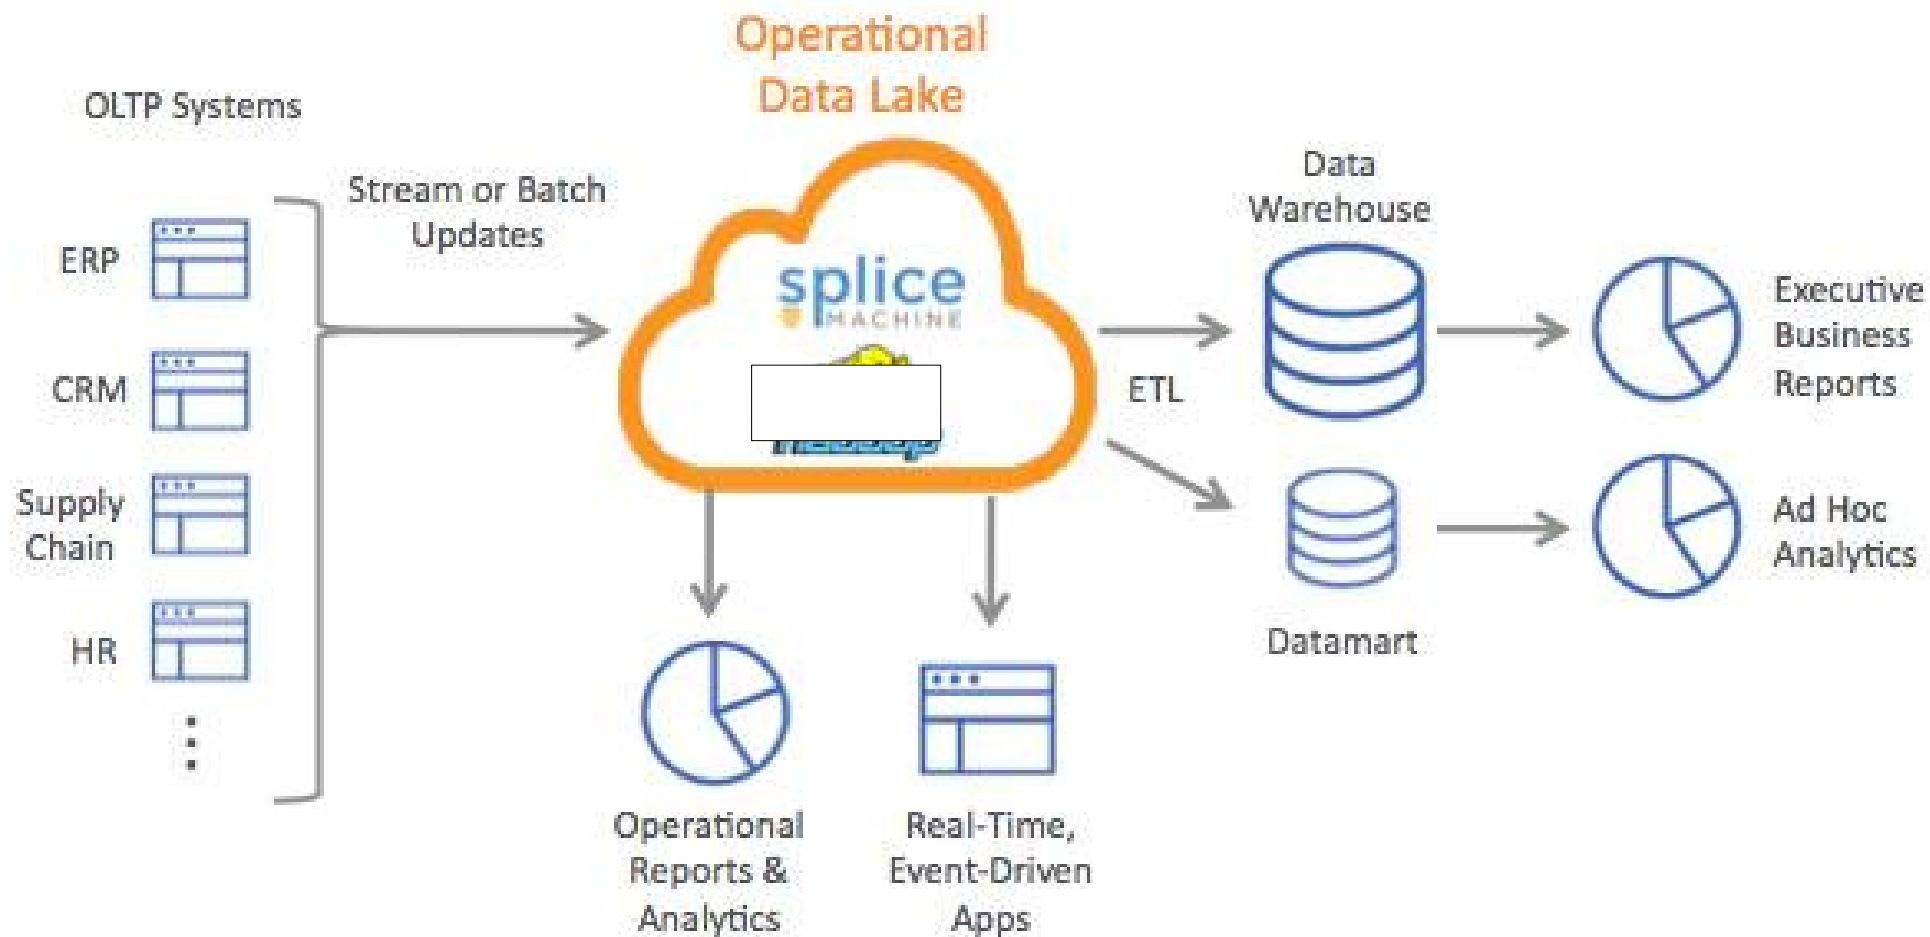 Operational
Data Lake
OLTP Systems
Stream or Batch
Updates
ERP
CRM
Supply
Chain
HR
splice
MACHINE
ETL
Data
Warehouse
Datamart
Executive
Business
Reports
Ad Hoc
Analytics
Operational
Reports &
Analytics
Real-Time,
Event-Driven
Apps